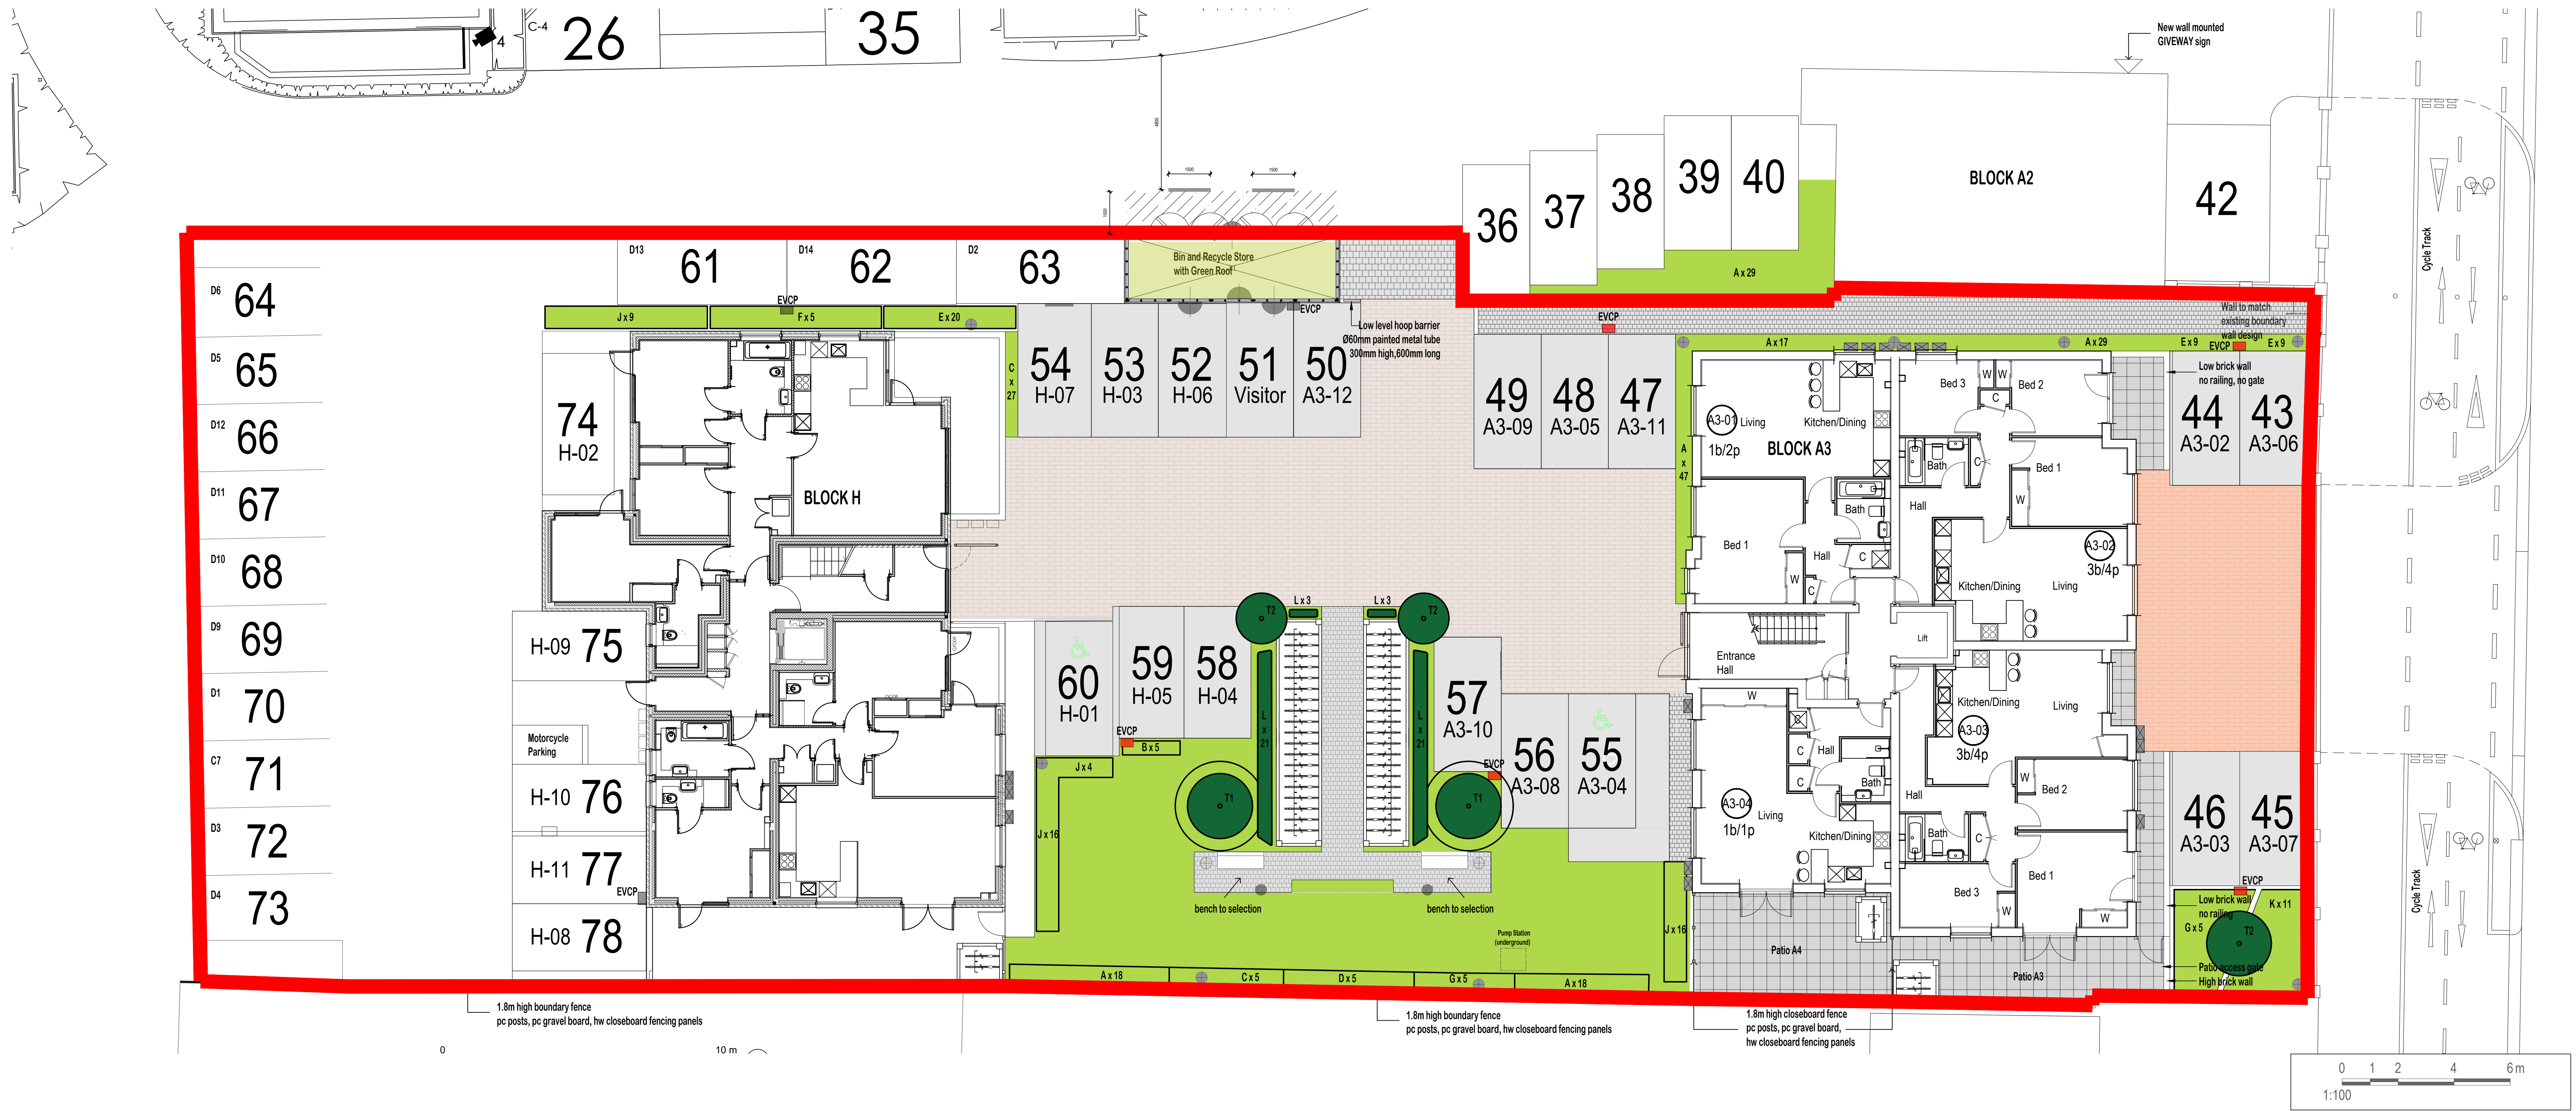 C-4
4
26
35
New wall mounted
GIVEWAY sign
4800
1500
1500
1500
36
37
38
39
40
A x 29
BLOCK A2
42
Cycle Track
D13
61
D14
62
D2
63
Bin and Recycle Store
with Green Roof
D6
64
D5
65
D12
66
D11
67
D10
68
D9
69
D1
70
C7
71
D3
72
D4
73
EVCP
J x 9
F x 5
E x 20
C x 27
74
H-02
BLOCK H
H-09
75
Motorcycle
Parking
H-10
76
H-11
77
EVCP
H-08
78
54
H-07
53
H-03
52
H-06
51
Visitor
50
A3-12
EVCP
Low level hoop barrier
Ø60mm painted metal tube
300mm high,600mm long
EVCP
49
A3-09
48
A3-05
47
A3-11
A x 17
A x 47
A x 29
E x 9
EVCP
E x 9
Wall to match
existing boundary
wall design
Low brick wall
no railing, no gate
44
A3-02
43
A3-06
A3-01
Living
Kitchen/Dining
1b/2p
BLOCK A3
Bed 1
W
Hall
Bath
C
C
Bed 3
W
W
Bed 2
C
Bath
C
Bed 1
W
Hall
A3-02
3b/4p
Kitchen/Dining
Living
Lift
Entrance
Hall
60
H-01
59
H-05
58
H-04
EVCP
B x 5
J x 4
J x 16
T2
L x 3
L x 3
T2
L x 21
L x 21
T1
T1
57
A3-10
EVCP
56
A3-08
55
A3-04
bench to selection
bench to selection
Pump Station
(underground)
J x 16
W
C
C
C
Hall
Bath
A3-04
1b/1p
Living
Kitchen/Dining
Kitchen/Dining
Living
A3-03
3b/4p
Hall
W
Bed 2
Bath
C
Bed 1
Bed 3
W
W
Patio A4
Patio A3
46
A3-03
45
A3-07
EVCP
Low brick wall
no railing
K x 11
G x 5
T2
Patio access gate
High brick wall
Cycle Track
A x 18
C x 5
D x 5
G x 5
A x 18
1.8m high boundary fence
pc posts, pc gravel board, hw closeboard fencing panels
1.8m high boundary fence
pc posts, pc gravel board, hw closeboard fencing panels
1.8m high closeboard fence
pc posts, pc gravel board,
hw closeboard fencing panels
0
10 m
0 1 2 4 6 m
1:100